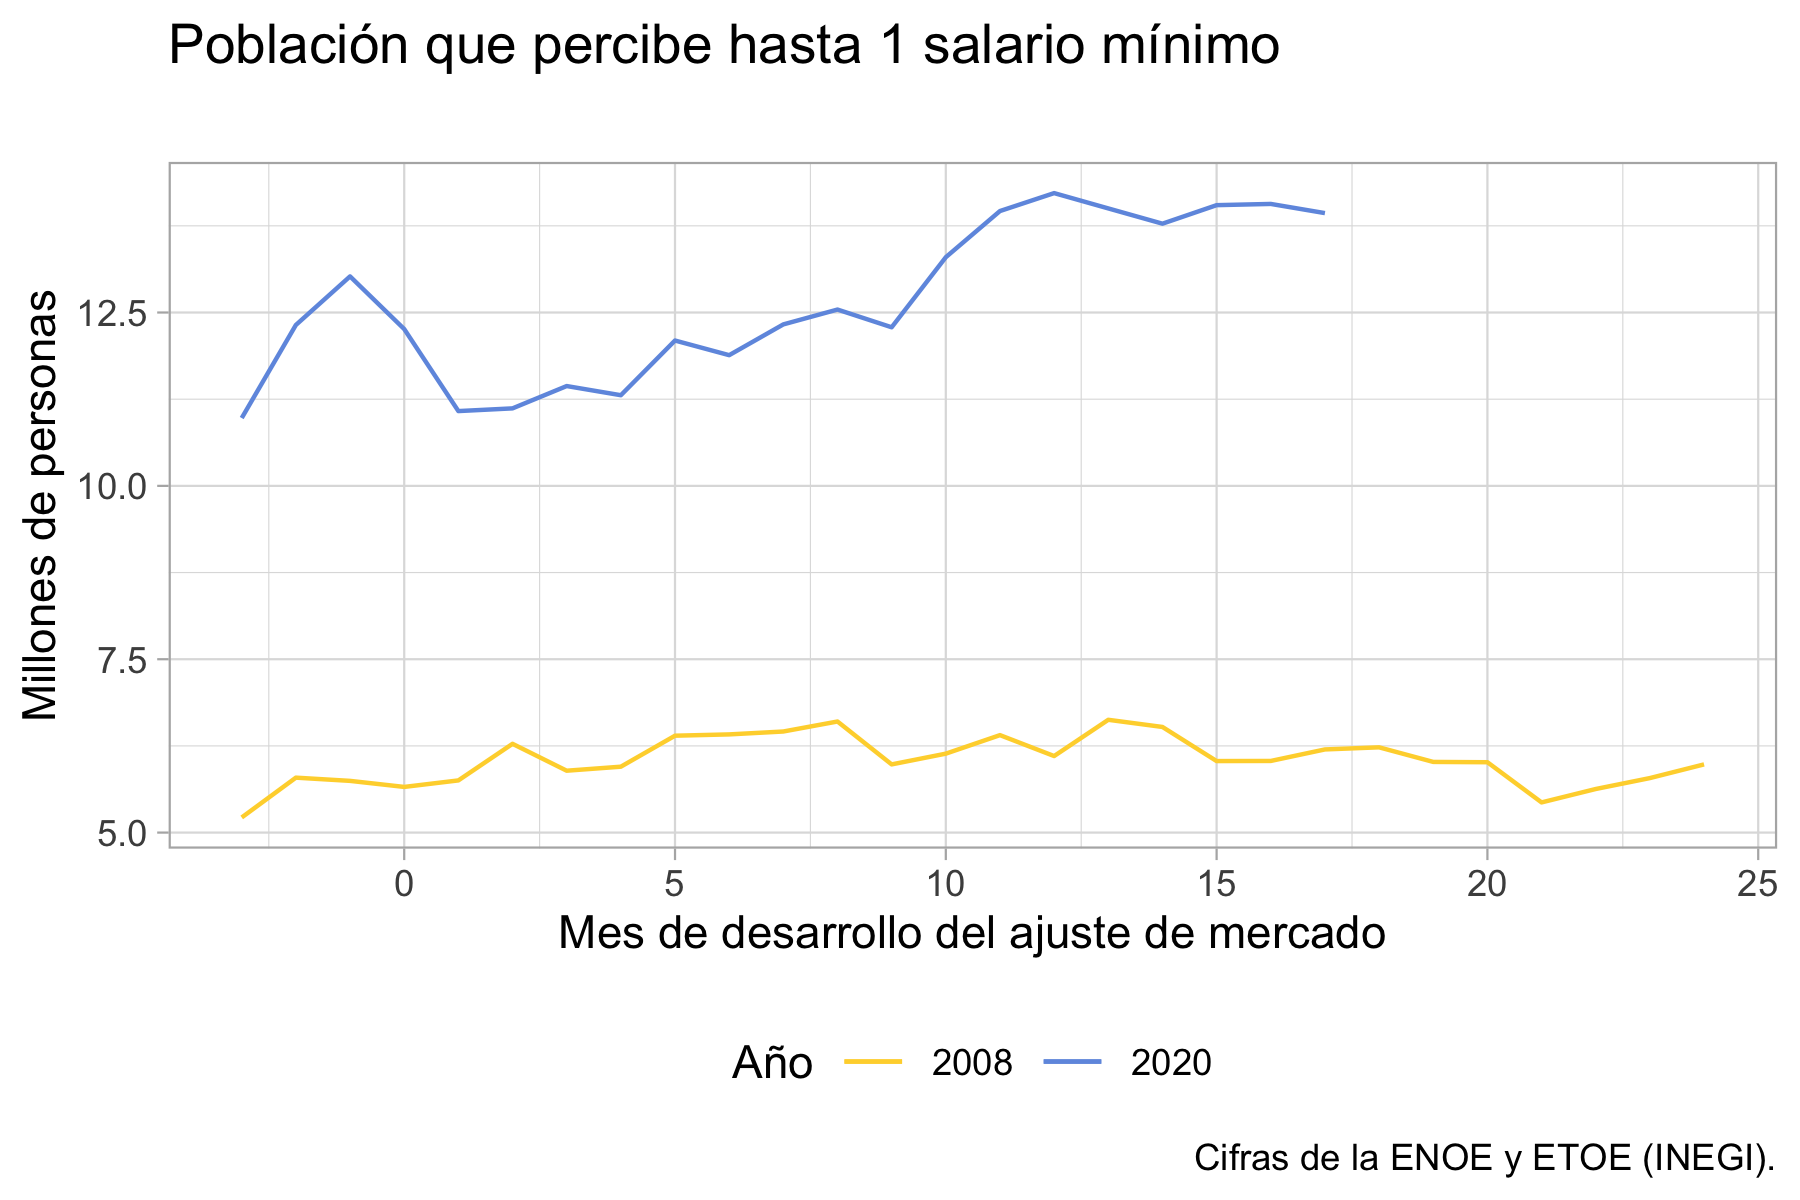 Población que percibe hasta 1 salario mínimo
Millones de personas
12.5
10.0
7.5
5.0
0 5 10 15 20 25
Mes de desarrollo del ajuste de mercado
Año 2008 2020
Cifras de la ENOE y ETOE (INEGI).